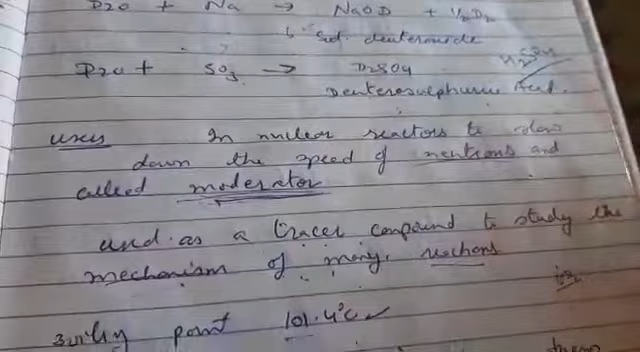 D2O + Na → NaOD + ½D2
↳ Sod. deuteroxide
D2O + SO3 → D2SO4 H2SO4
Deuterosulphuric Acid.
uses In nuclear reactors to slow
down the speed of neutrons and
called moderator
and as a tracer compound to study the
mechanism of many reactions
Boiling point 101.4°C ✓